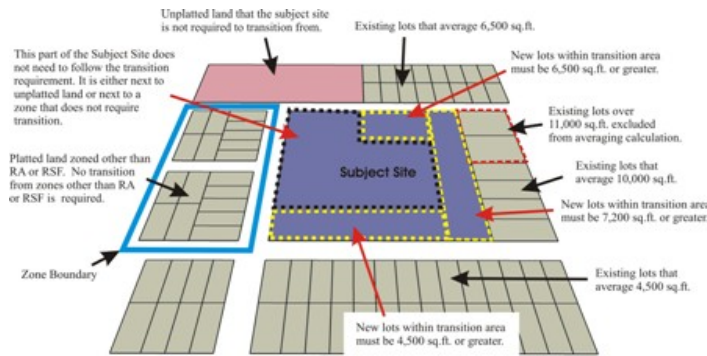 Unplatted land that the subject site
is not required to transition from.
Existing lots that average 6,500 sq.ft.
This part of the Subject Site does
not need to follow the transition
requirement. It is either next to
unplatted land or next to a
zone that does not require
transition.
New lots within transition area
must be 6,500 sq.ft. or greater.
Existing lots over
11,000 sq.ft. excluded
from averaging calculation.
Platted land zoned other than
RA or RSF. No transition
from zones other than RA
or RSF is required.
Subject Site
Existing lots that
average 10,000 sq.ft.
New lots within transition area
must be 7,200 sq.ft. or greater.
Zone Boundary
Existing lots that
average 4,500 sq.ft.
New lots within transition area
must be 4,500 sq.ft. or greater.